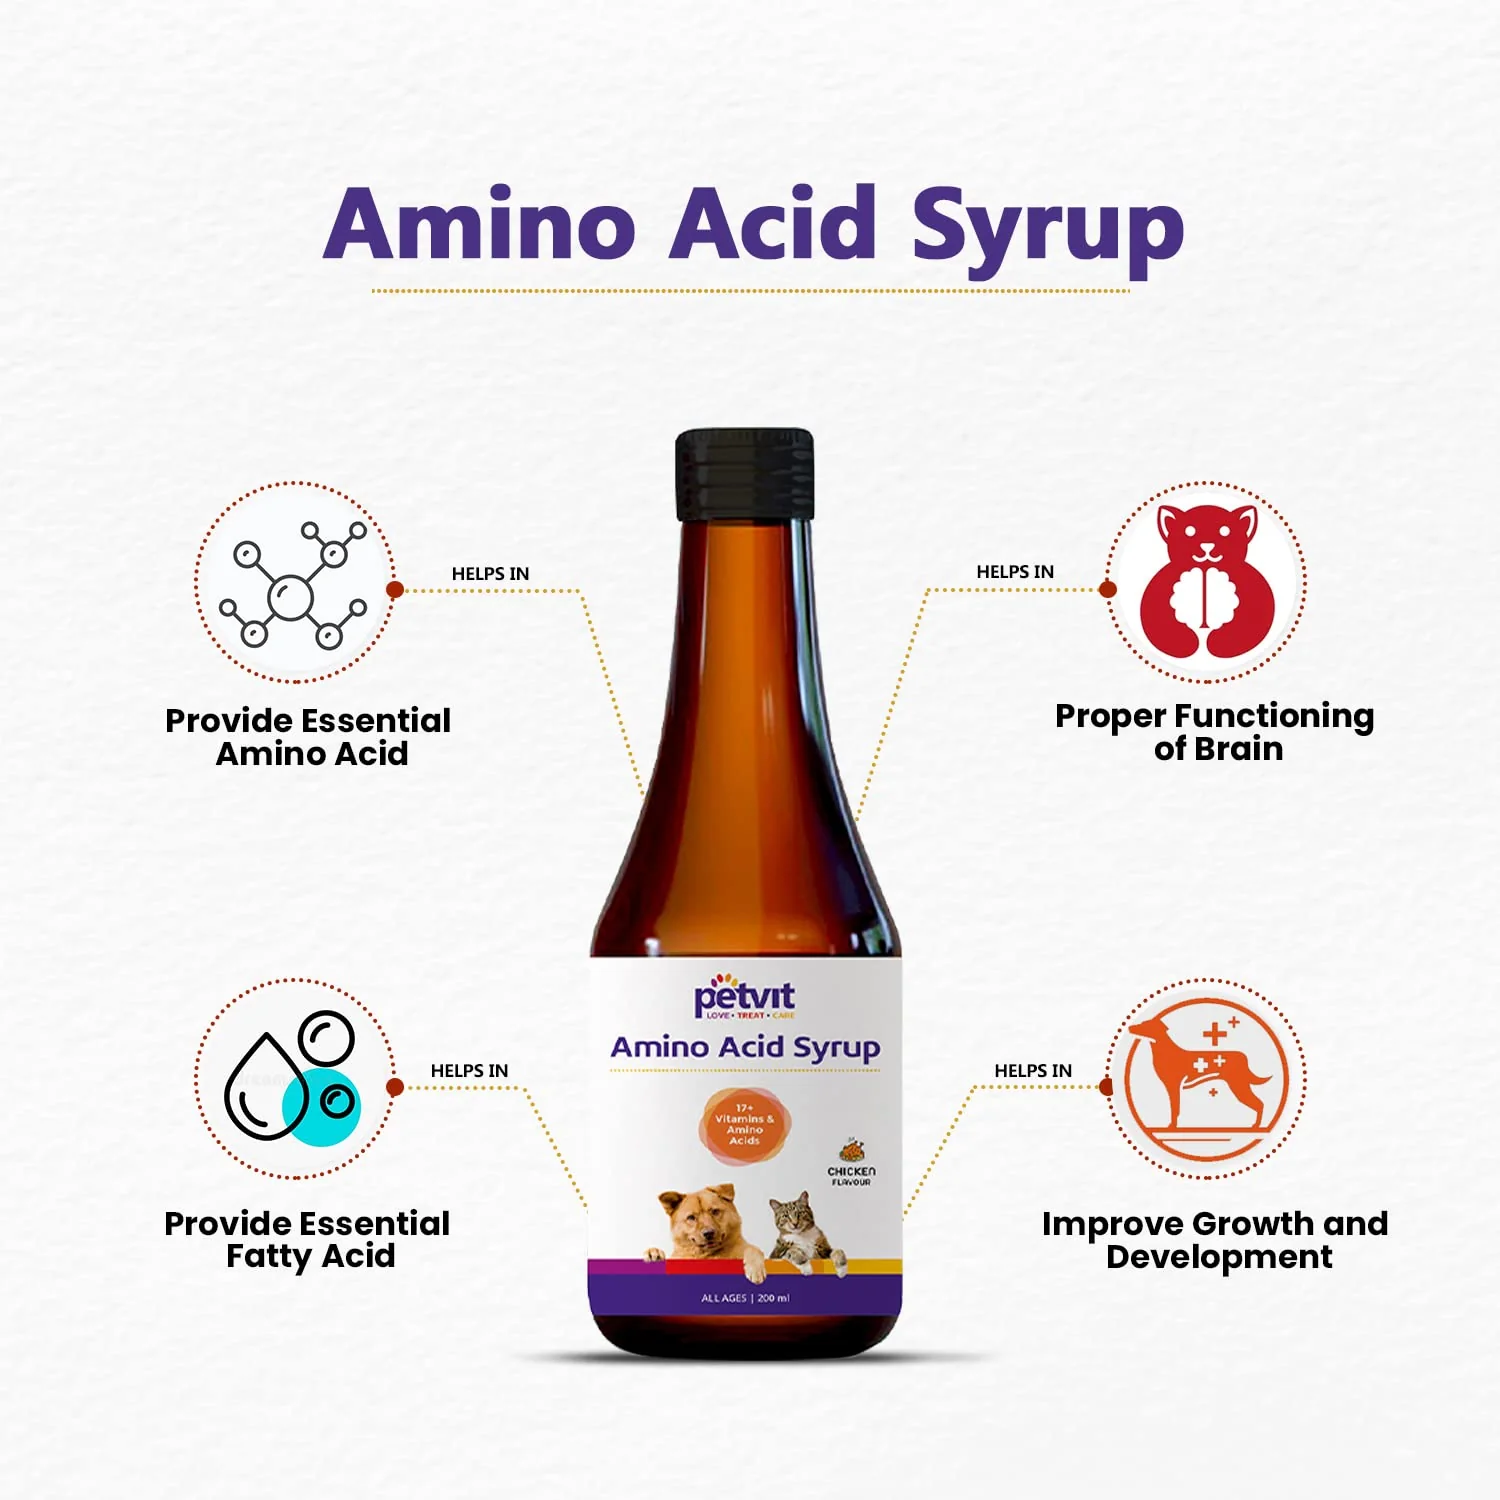 Amino Acid Syrup
HELPS IN
Provide Essential
Amino Acid
HELPS IN
Proper Functioning
of Brain
petvit
LOVE • TREAT • CARE
Amino Acid Syrup
17+
Vitamins &
Amino
Acids
CHICKEN
FLAVOUR
ALL AGES | 200 ml
HELPS IN
Provide Essential
Fatty Acid
HELPS IN
Improve Growth and
Development